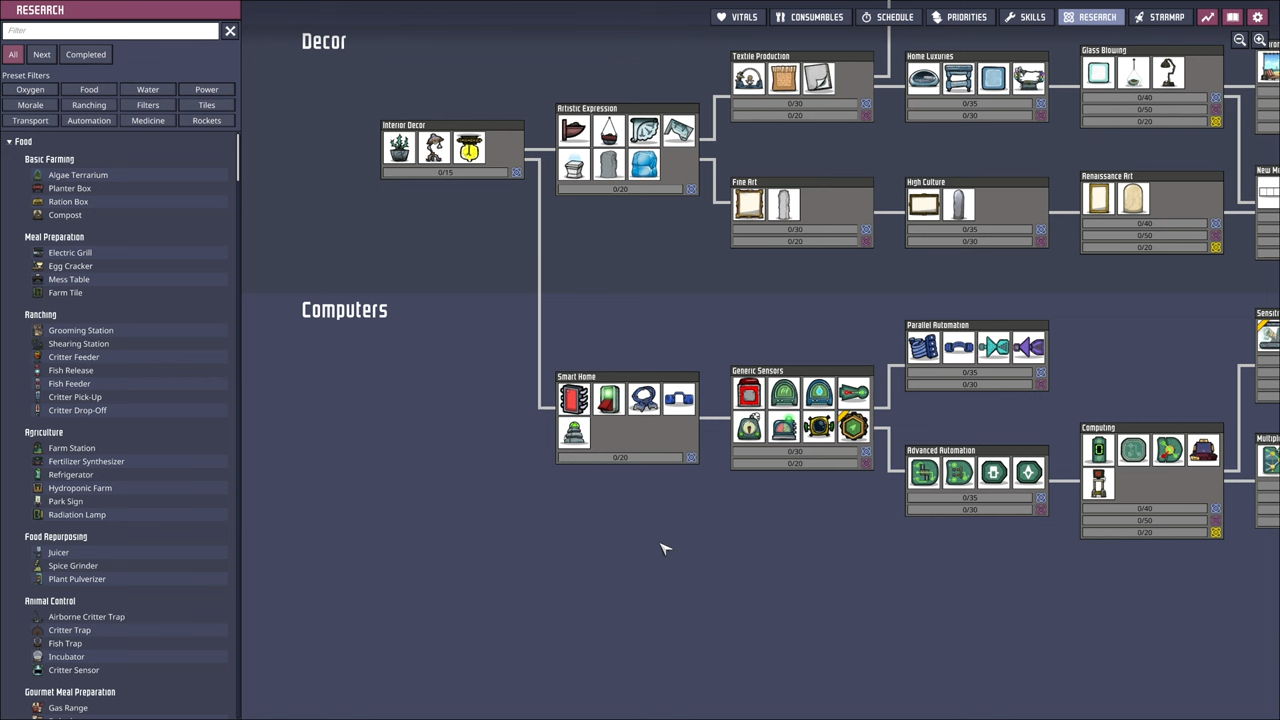 RESEARCH
Filter
All Next Completed
Preset Filters
Oxygen Food Water Power
Morale Ranching Filters Tiles
Transport Automation Medicine Rockets
Food
Basic Farming
Algae Terrarium
Planter Box
Ration Box
Compost
Meal Preparation
Electric Grill
Egg Cracker
Mess Table
Farm Tile
Ranching
Grooming Station
Shearing Station
Critter Feeder
Fish Release
Fish Feeder
Critter Pick-Up
Critter Drop-Off
Agriculture
Farm Station
Fertilizer Synthesizer
Refrigerator
Hydroponic Farm
Park Sign
Radiation Lamp
Food Repurposing
Juicer
Spice Grinder
Plant Pulverizer
Animal Control
Airborne Critter Trap
Critter Trap
Fish Trap
Incubator
Critter Sensor
Gourmet Meal Preparation
Gas Range
VITALS CONSUMABLES SCHEDULE PRIORITIES SKILLS RESEARCH STARMAP
Decor
Interior Decor
0/15
Artistic Expression
0/20
Textile Production
0/30
0/20
Home Luxuries
0/35
0/30
Glass Blowing
0/40
0/50
0/20
Fine Art
0/30
0/20
High Culture
0/35
0/30
Renaissance Art
0/40
0/50
0/20
New Me
Computers
Smart Home
0/20
Generic Sensors
0/30
0/20
Parallel Automation
0/35
0/30
Advanced Automation
0/35
0/30
Computing
0/40
0/50
0/20
Sensiti
Multiple